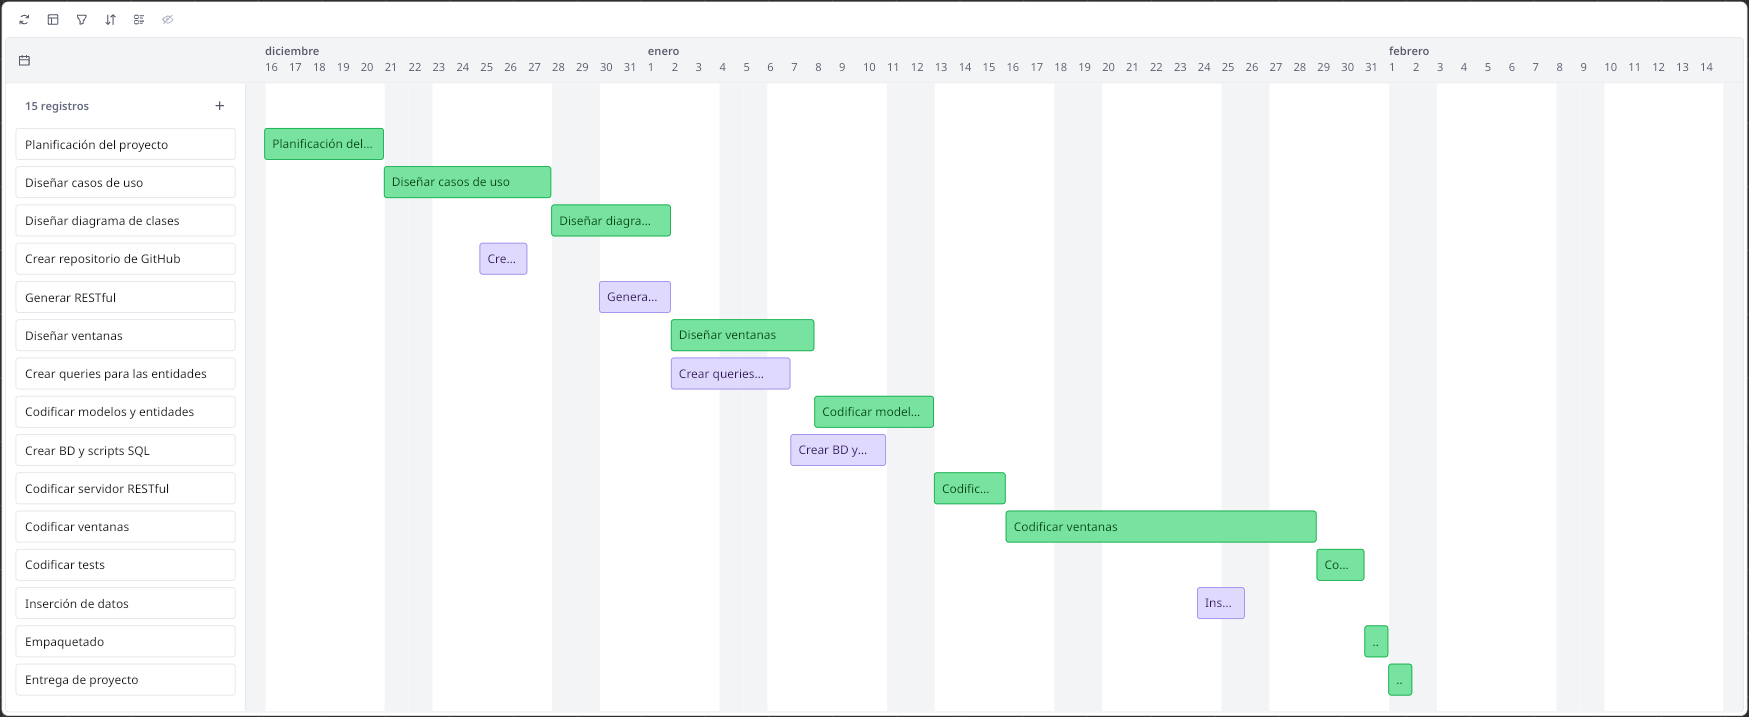 diciembre enero febrero
16 17 18 19 20 21 22 23 24 25 26 27 28 29 30 31 1 2 3 4 5 6 7 8 9 10 11 12 13 14 15 16 17 18 19 20 21 22 23 24 25 26 27 28 29 30 31 1 2 3 4 5 6 7 8 9 10 11 12 13 14
15 registros +
Planificación del proyecto Planificación del...
Diseñar casos de uso Diseñar casos de uso
Diseñar diagrama de clases Diseñar diagra...
Crear repositorio de GitHub Cre...
Generar RESTful Genera...
Diseñar ventanas Diseñar ventanas
Crear queries para las entidades Crear queries...
Codificar modelos y entidades Codificar model...
Crear BD y scripts SQL Crear BD y...
Codificar servidor RESTful Codific...
Codificar ventanas Codificar ventanas
Codificar tests Co...
Inserción de datos Ins...
Empaquetado ..
Entrega de proyecto ..